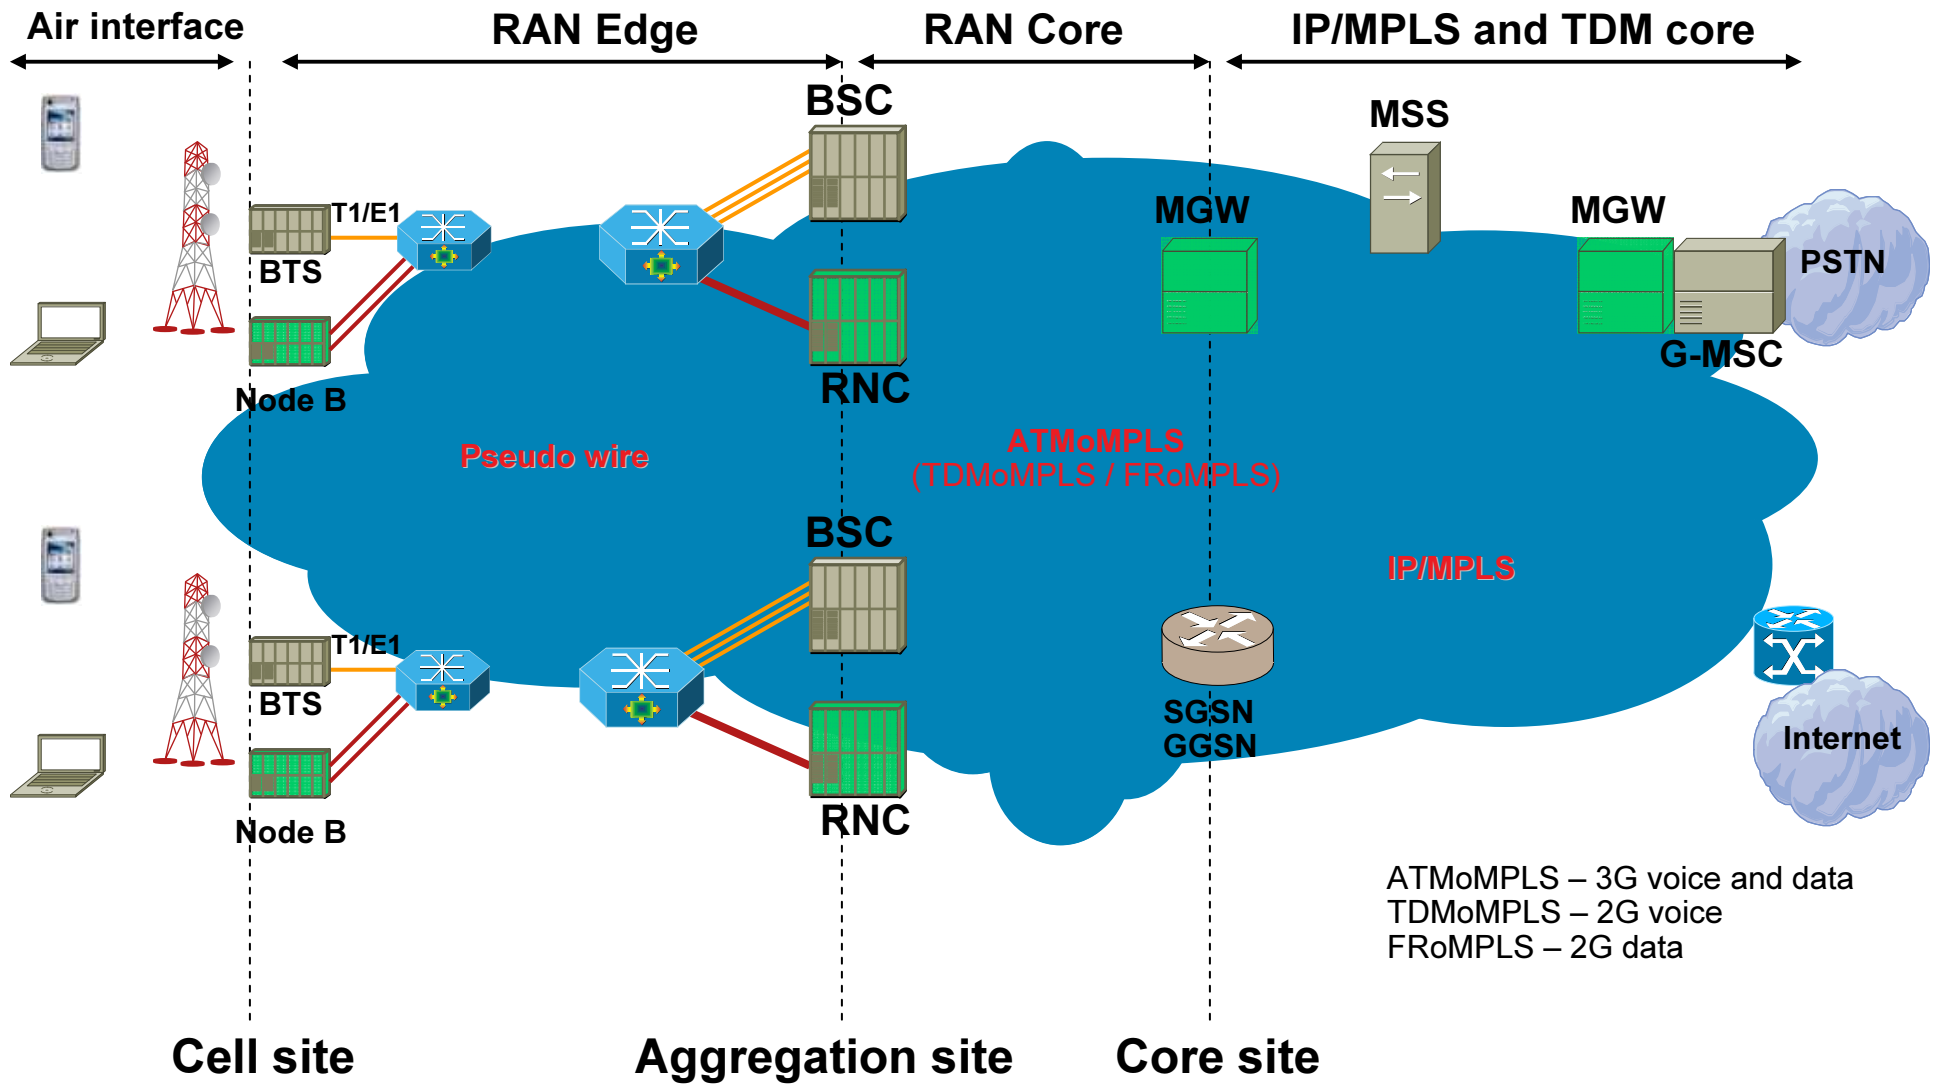 Air interface
RAN Edge
RAN Core
IP/MPLS and TDM core
BSC
MSS
T1/E1
MGW
MGW
BTS
PSTN
G-MSC
Node B
RNC
Pseudo wire
ATMoMPLS
(TDMoMPLS / FRoMPLS)
BSC
IP/MPLS
T1/E1
BTS
SGSN
GGSN
Internet
Node B
RNC
ATMoMPLS – 3G voice and data
TDMoMPLS – 2G voice
FRoMPLS – 2G data
Cell site
Aggregation site
Core site